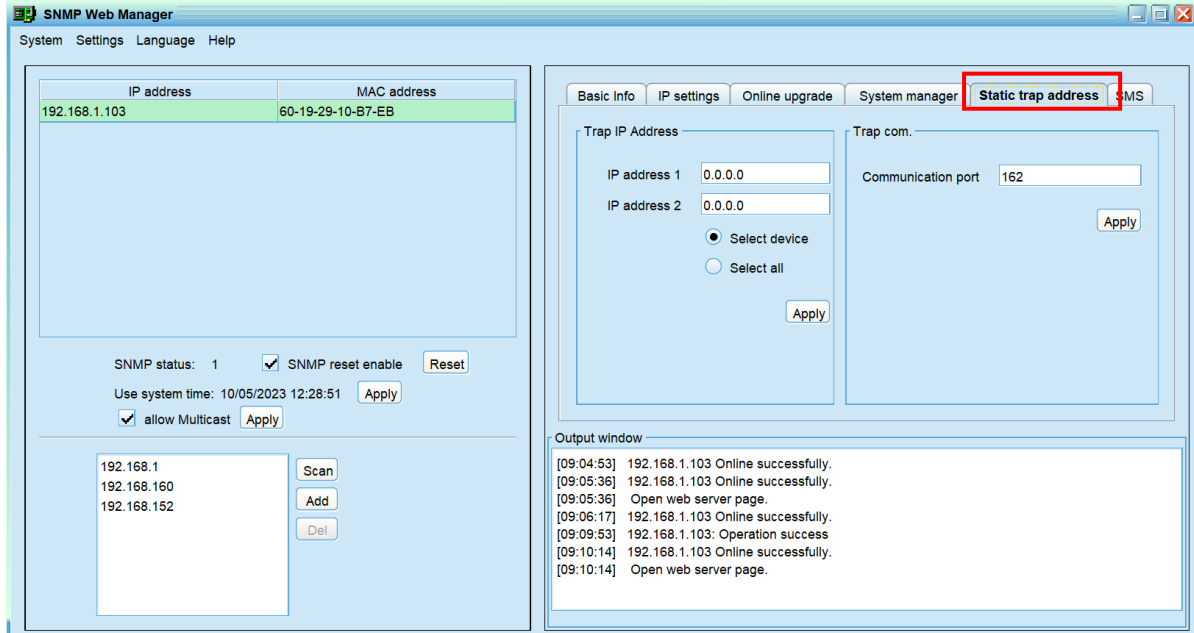 SNMP Web Manager
System Settings Language Help
IP address MAC address
192.168.1.103 60-19-29-10-B7-EB
SNMP status: 1 SNMP reset enable Reset
Use system time: 10/05/2023 12:28:51 Apply
allow Multicast Apply
192.168.1
192.168.160
192.168.152
Scan
Add
Del
Basic Info IP settings Online upgrade System manager Static trap address SMS
Trap IP Address
IP address 1 0.0.0.0
IP address 2 0.0.0.0
Select device
Select all
Apply
Trap com.
Communication port 162
Apply
Output window
[09:04:53] 192.168.1.103 Online successfully.
[09:05:36] 192.168.1.103 Online successfully.
[09:05:36] Open web server page.
[09:06:17] 192.168.1.103 Online successfully.
[09:09:53] 192.168.1.103: Operation success
[09:10:14] 192.168.1.103 Online successfully.
[09:10:14] Open web server page.